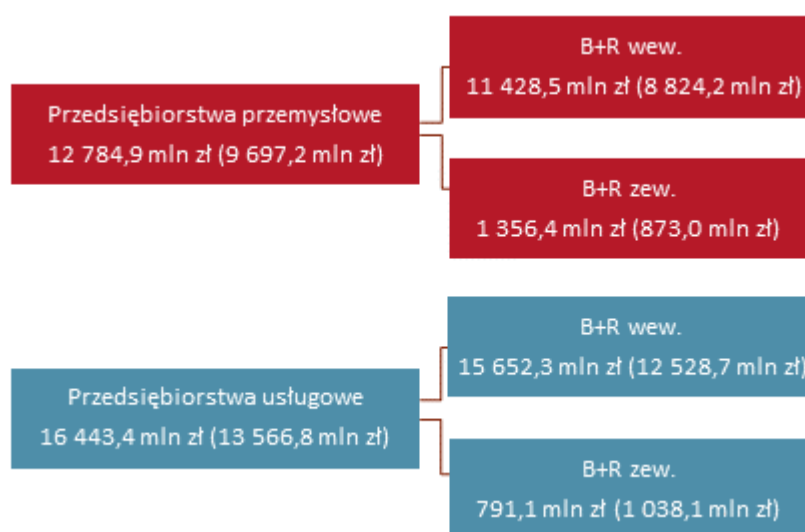 Przedsiębiorstwa przemysłowe
12 784,9 mln zł (9 697,2 mln zł)
B+R wew.
11 428,5 mln zł (8 824,2 mln zł)
B+R zew.
1 356,4 mln zł (873,0 mln zł)
Przedsiębiorstwa usługowe
16 443,4 mln zł (13 566,8 mln zł)
B+R wew.
15 652,3 mln zł (12 528,7 mln zł)
B+R zew.
791,1 mln zł (1 038,1 mln zł)